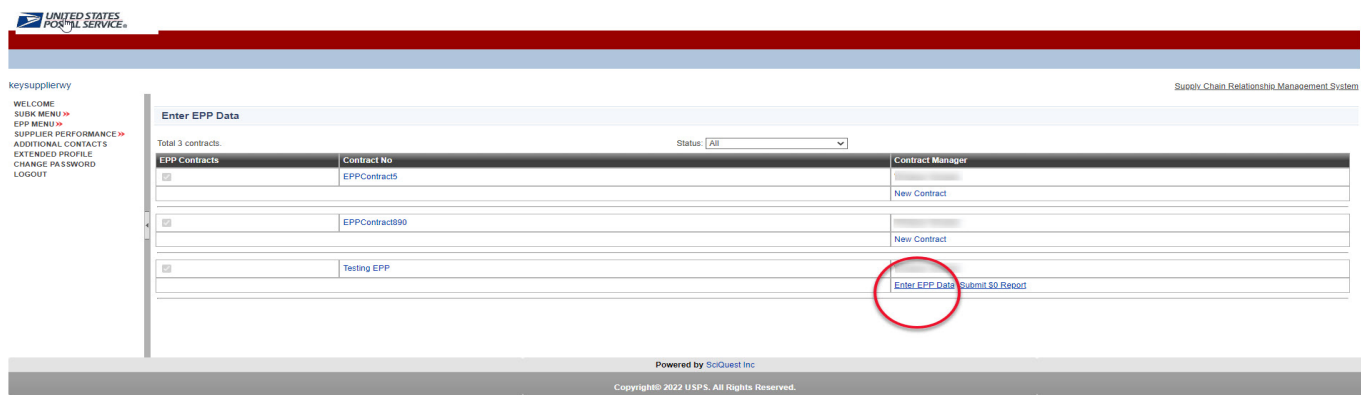 UNITED STATES
POSTAL SERVICE®
keysupplierwy
Supply Chain Relationship Management System
WELCOME
SUBK MENU »
EPP MENU »
SUPPLIER PERFORMANCE »
ADDITIONAL CONTACTS
EXTENDED PROFILE
CHANGE PASSWORD
LOGOUT
Enter EPP Data
Total 3 contracts. Status: All
EPP Contracts Contract No Contract Manager
EPPContract5
New Contract
EPPContract890
New Contract
Testing EPP
Enter EPP Data Submit $0 Report
Powered by SciQuest Inc
Copyright© 2022 USPS. All Rights Reserved.